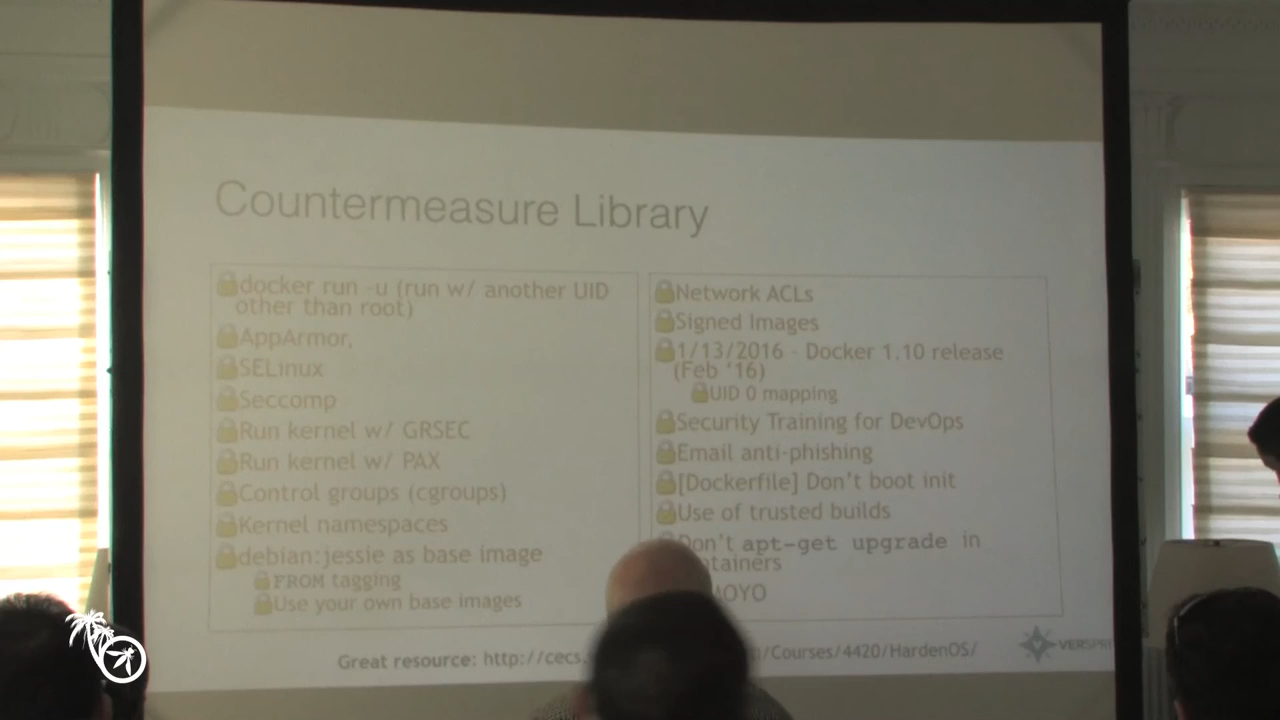 Countermeasure Library
docker run -u (run w/ another UID
other than root)
AppArmor,
SELinux
Seccomp
Run kernel w/ GRSEC
Run kernel w/ PAX
Control groups (cgroups)
Kernel namespaces
debian:jessie as base image
FROM tagging
Use your own base images
Network ACLs
Signed Images
1/13/2016 - Docker 1.10 release
(Feb '16)
UID 0 mapping
Security Training for DevOps
Email anti-phishing
[Dockerfile] Don't boot init
Use of trusted builds
Don't apt-get upgrade in
Great resource: http://cecs. /Courses/4420/HardenOS/